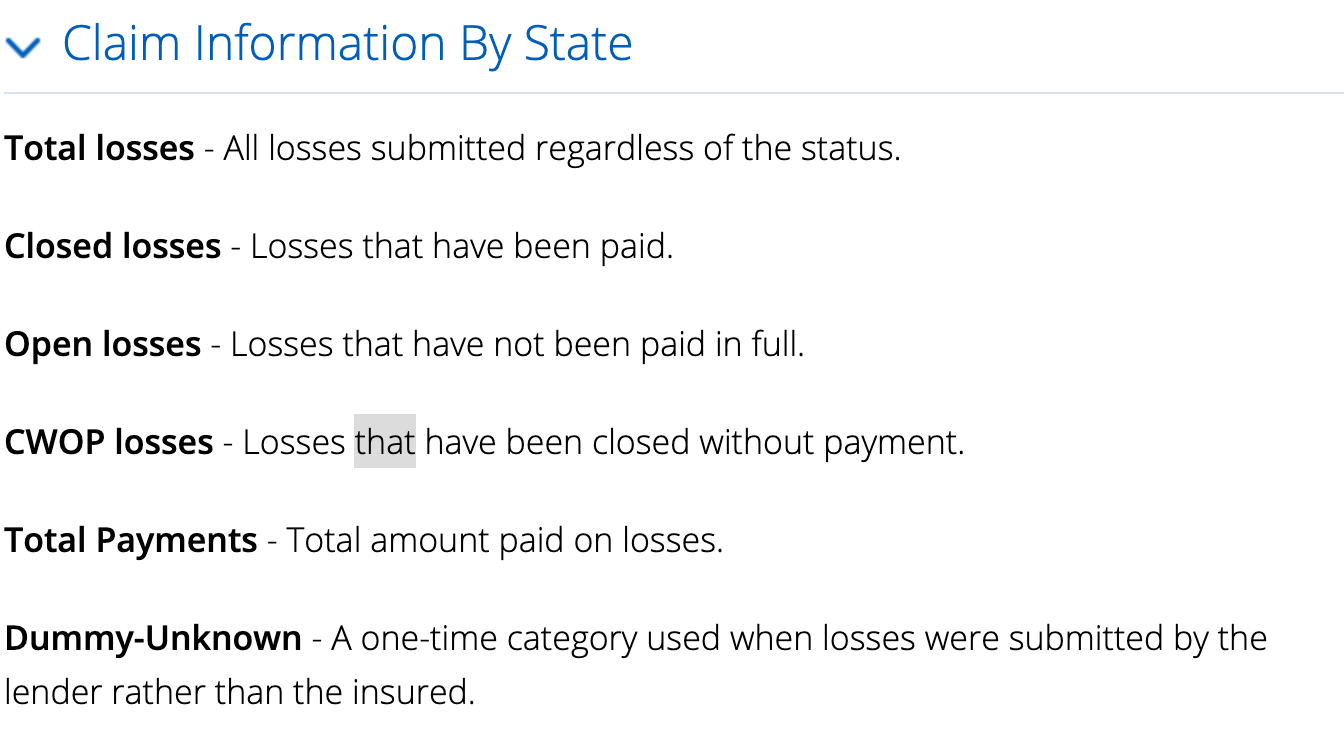 Claim Information By State
Total losses - All losses submitted regardless of the status.
Closed losses - Losses that have been paid.
Open losses - Losses that have not been paid in full.
CWOP losses - Losses that have been closed without payment.
Total Payments - Total amount paid on losses.
Dummy-Unknown - A one-time category used when losses were submitted by the
lender rather than the insured.